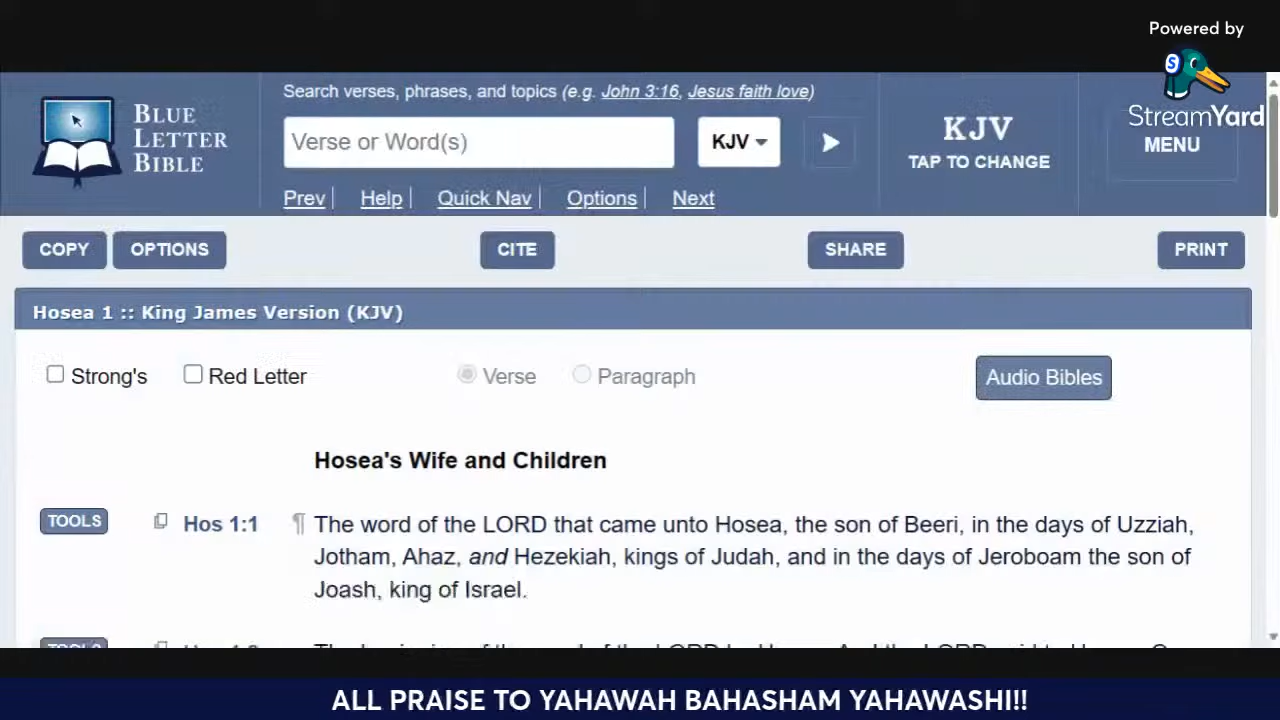 Powered by
StreamYard
BLUE
LETTER
BIBLE
Search verses, phrases, and topics (e.g. John 3:16, Jesus faith love)
Verse or Word(s)
KJV
KJV
TAP TO CHANGE
MENU
Prev
Help
Quick Nav
Options
Next
COPY
OPTIONS
CITE
SHARE
PRINT
Hosea 1 :: King James Version (KJV)
Strong's
Red Letter
Verse
Paragraph
Audio Bibles
Hosea's Wife and Children
TOOLS
Hos 1:1
¶ The word of the LORD that came unto Hosea, the son of Beeri, in the days of Uzziah,
Jotham, Ahaz, and Hezekiah, kings of Judah, and in the days of Jeroboam the son of
Joash, king of Israel.
ALL PRAISE TO YAHAWAH BAHASHAM YAHAWASHI!!